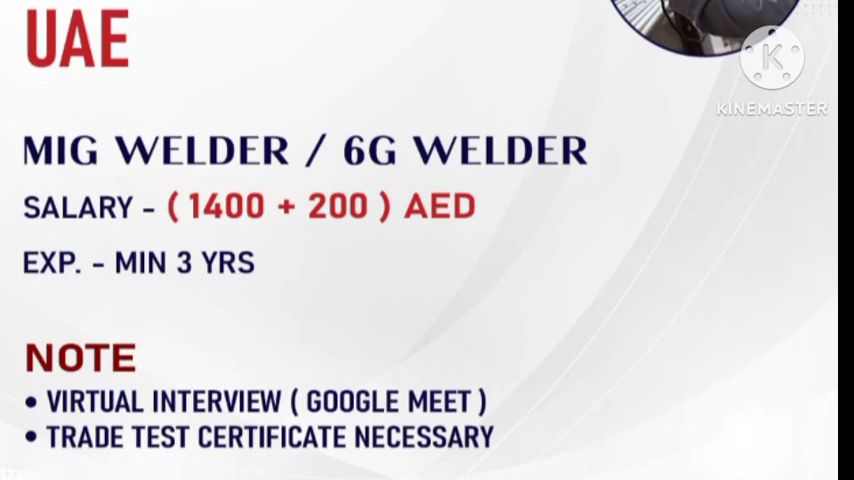 UAE
KINEMASTER
MIG WELDER / 6G WELDER
SALARY - ( 1400 + 200 ) AED
EXP. - MIN 3 YRS
NOTE
• VIRTUAL INTERVIEW ( GOOGLE MEET )
• TRADE TEST CERTIFICATE NECESSARY